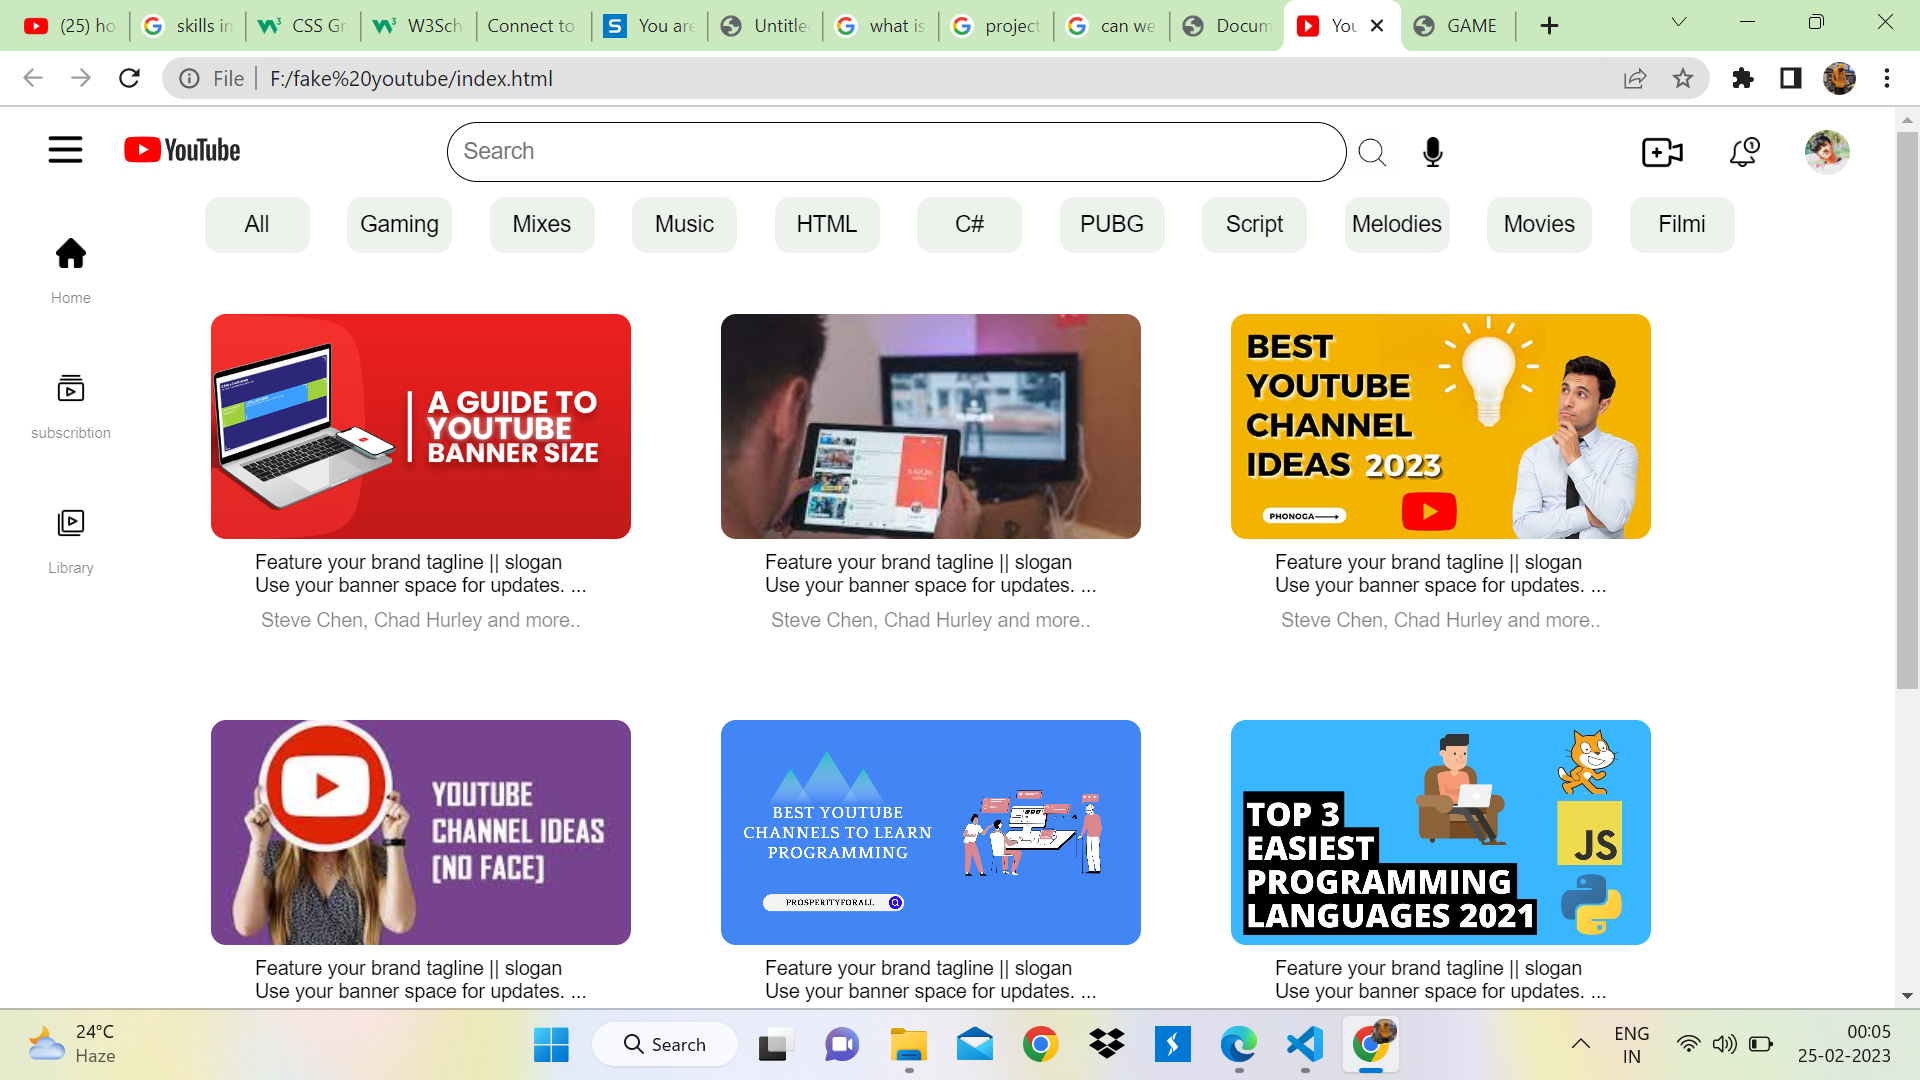 (25) ho
skills in
CSS Gr
W3Sch
Connect to
You are
Untitle
what is
project
can we
Docum
You
GAME
File
F:/fake%20youtube/index.html
YouTube
Search
1
All
Gaming
Mixes
Music
HTML
C#
PUBG
Script
Melodies
Movies
Filmi
Home
subscribtion
Library
A GUIDE TO
YOUTUBE
BANNER SIZE
BEST
YOUTUBE
CHANNEL
IDEAS 2023
PHONOGA
Feature your brand tagline || slogan
Use your banner space for updates. ...
Steve Chen, Chad Hurley and more..
Feature your brand tagline || slogan
Use your banner space for updates. ...
Steve Chen, Chad Hurley and more..
Feature your brand tagline || slogan
Use your banner space for updates. ...
Steve Chen, Chad Hurley and more..
YOUTUBE
CHANNEL IDEAS
[NO FACE]
BEST YOUTUBE
CHANNELS TO LEARN
PROGRAMMING
PROSPERITYFORALL
TOP 3
EASIEST
PROGRAMMING
LANGUAGES 2021
JS
Feature your brand tagline || slogan
Use your banner space for updates. ...
Feature your brand tagline || slogan
Use your banner space for updates. ...
Feature your brand tagline || slogan
Use your banner space for updates. ...
24°C
Haze
Search
ENG
IN
00:05
25-02-2023